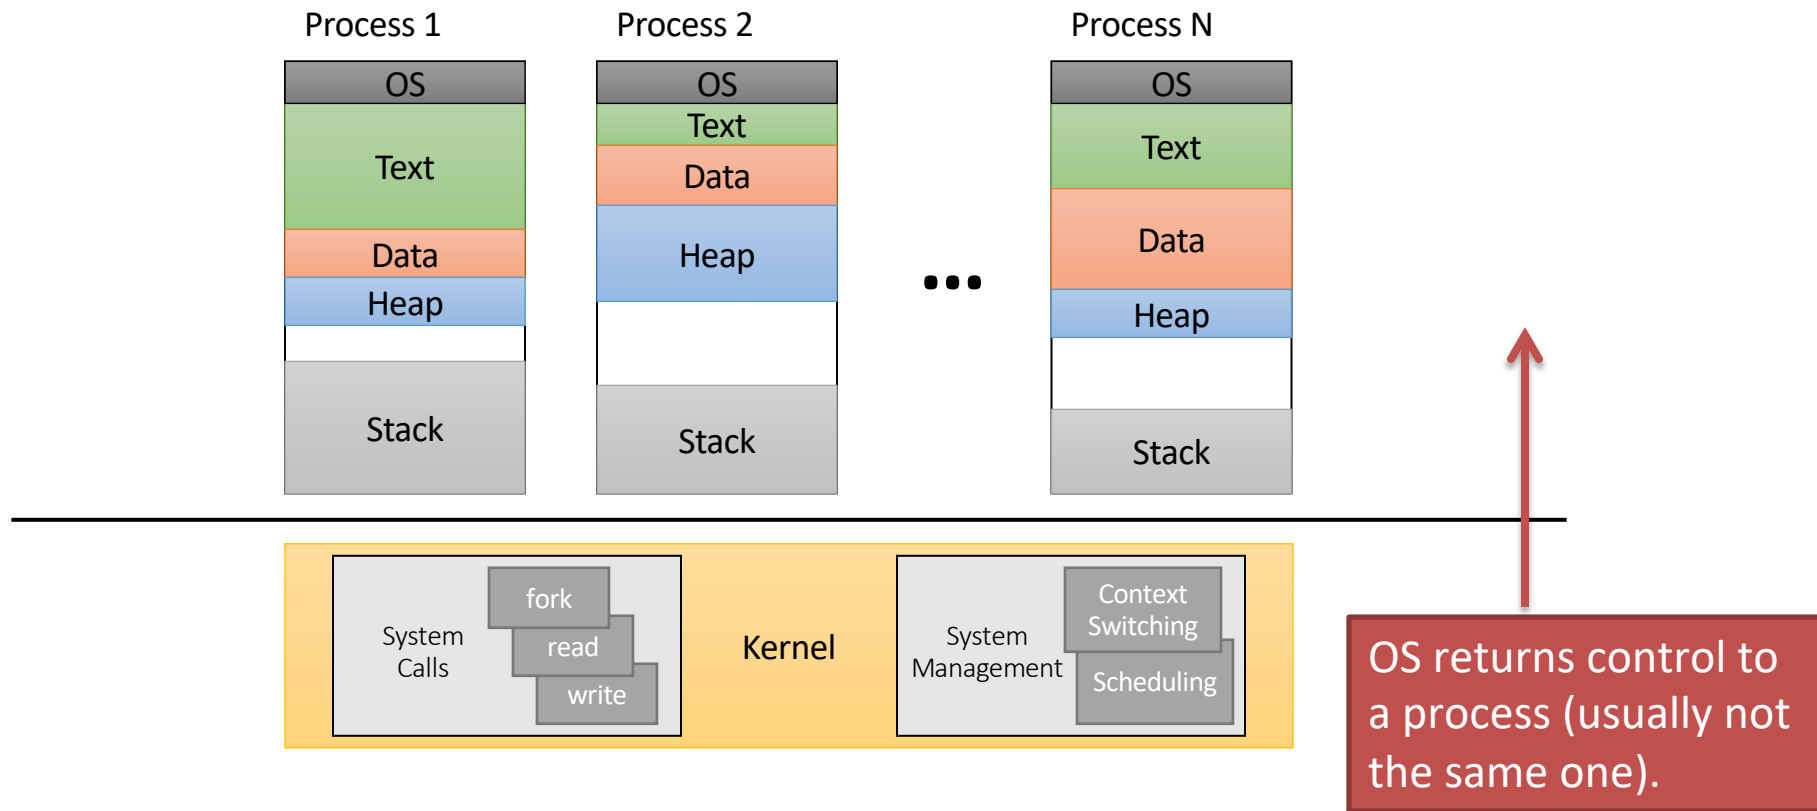 Process 1
OS
Text
Data
Heap
Stack
Process 2
OS
Text
Data
Heap
Stack
...
Process N
OS
Text
Data
Heap
Stack
System
Calls
fork
read
write
Kernel
System
Management
Context
Switching
Scheduling
OS returns control to
a process (usually not
the same one).